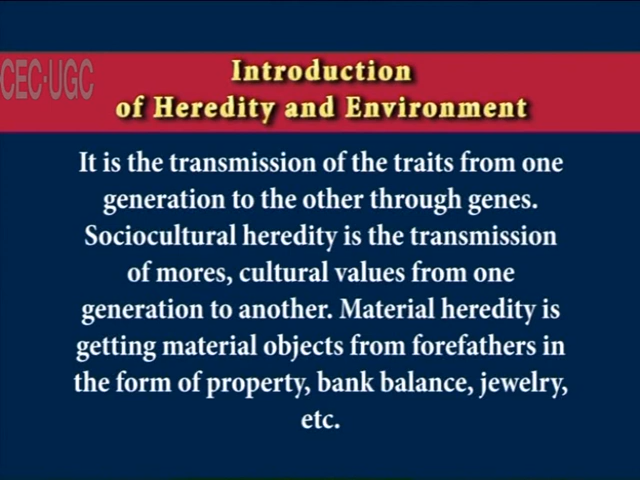 CEC-UGC
Introduction
of Heredity and Environment
It is the transmission of the traits from one
generation to the other through genes.
Sociocultural heredity is the transmission
of mores, cultural values from one
generation to another. Material heredity is
getting material objects from forefathers in
the form of property, bank balance, jewelry,
etc.